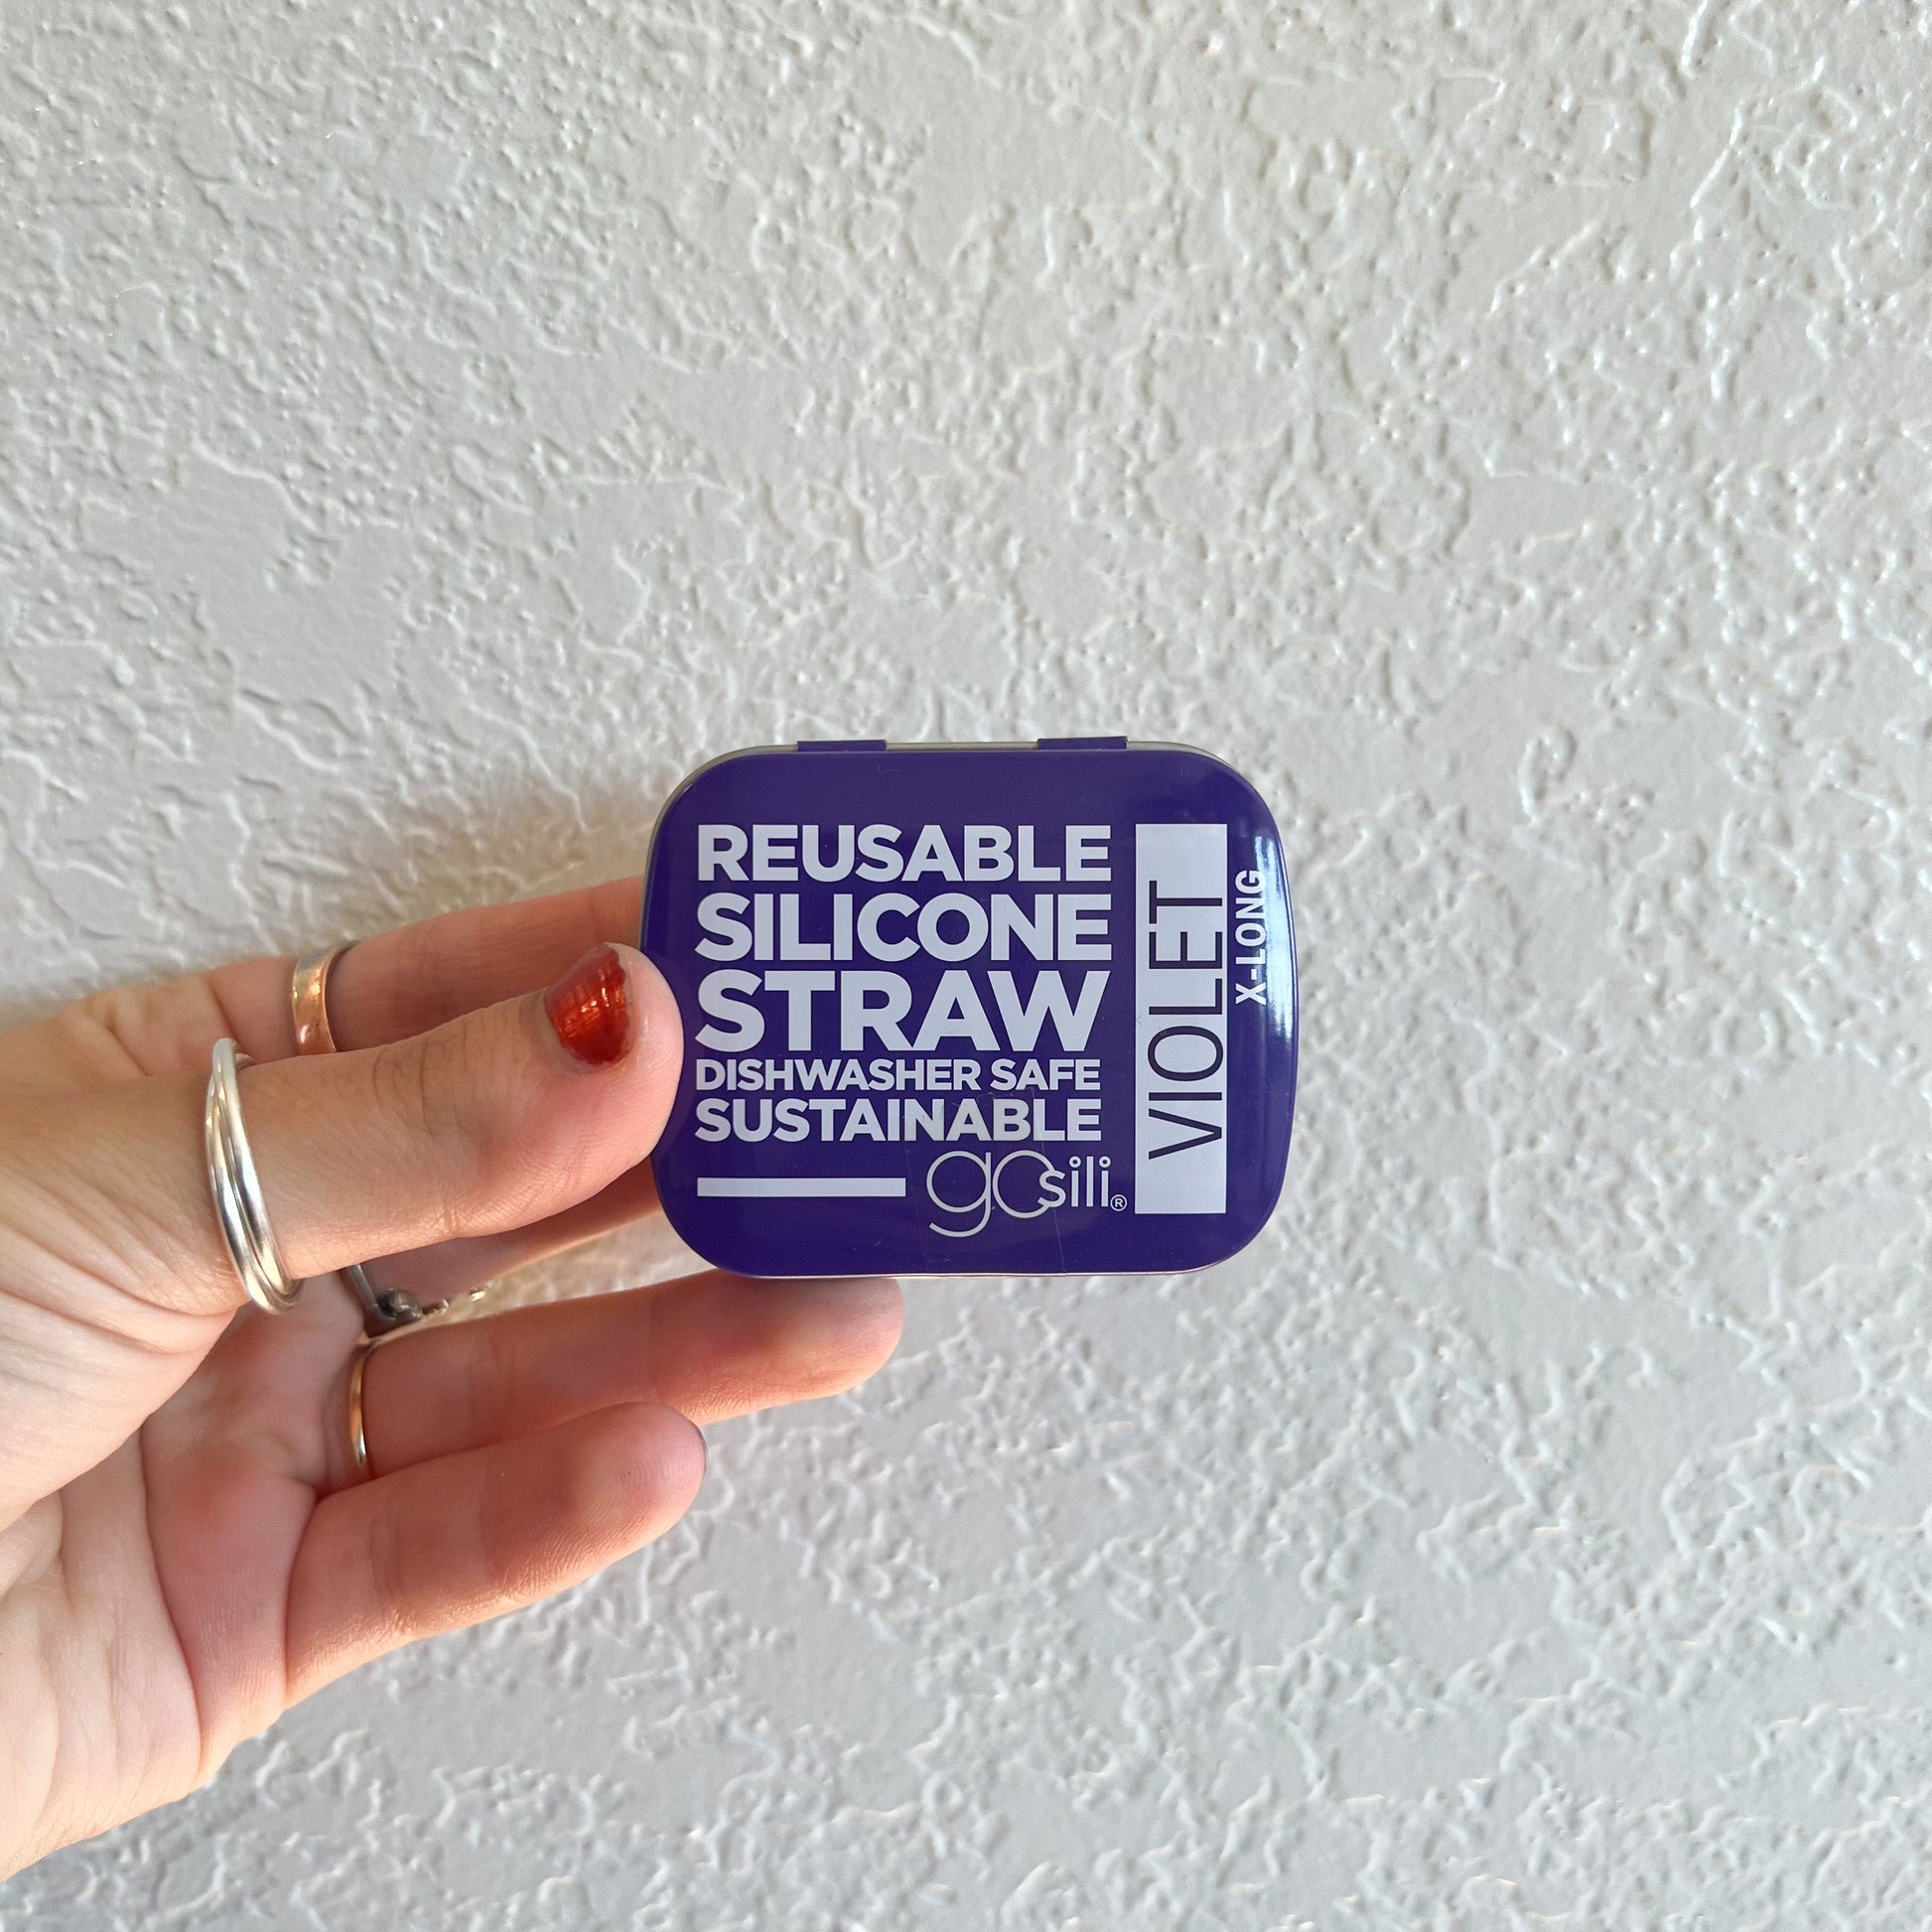 REUSABLE
SILICONE
STRAW
DISHWASHER SAFE
SUSTAINABLE
gosili®
VIOLET
X-LONG